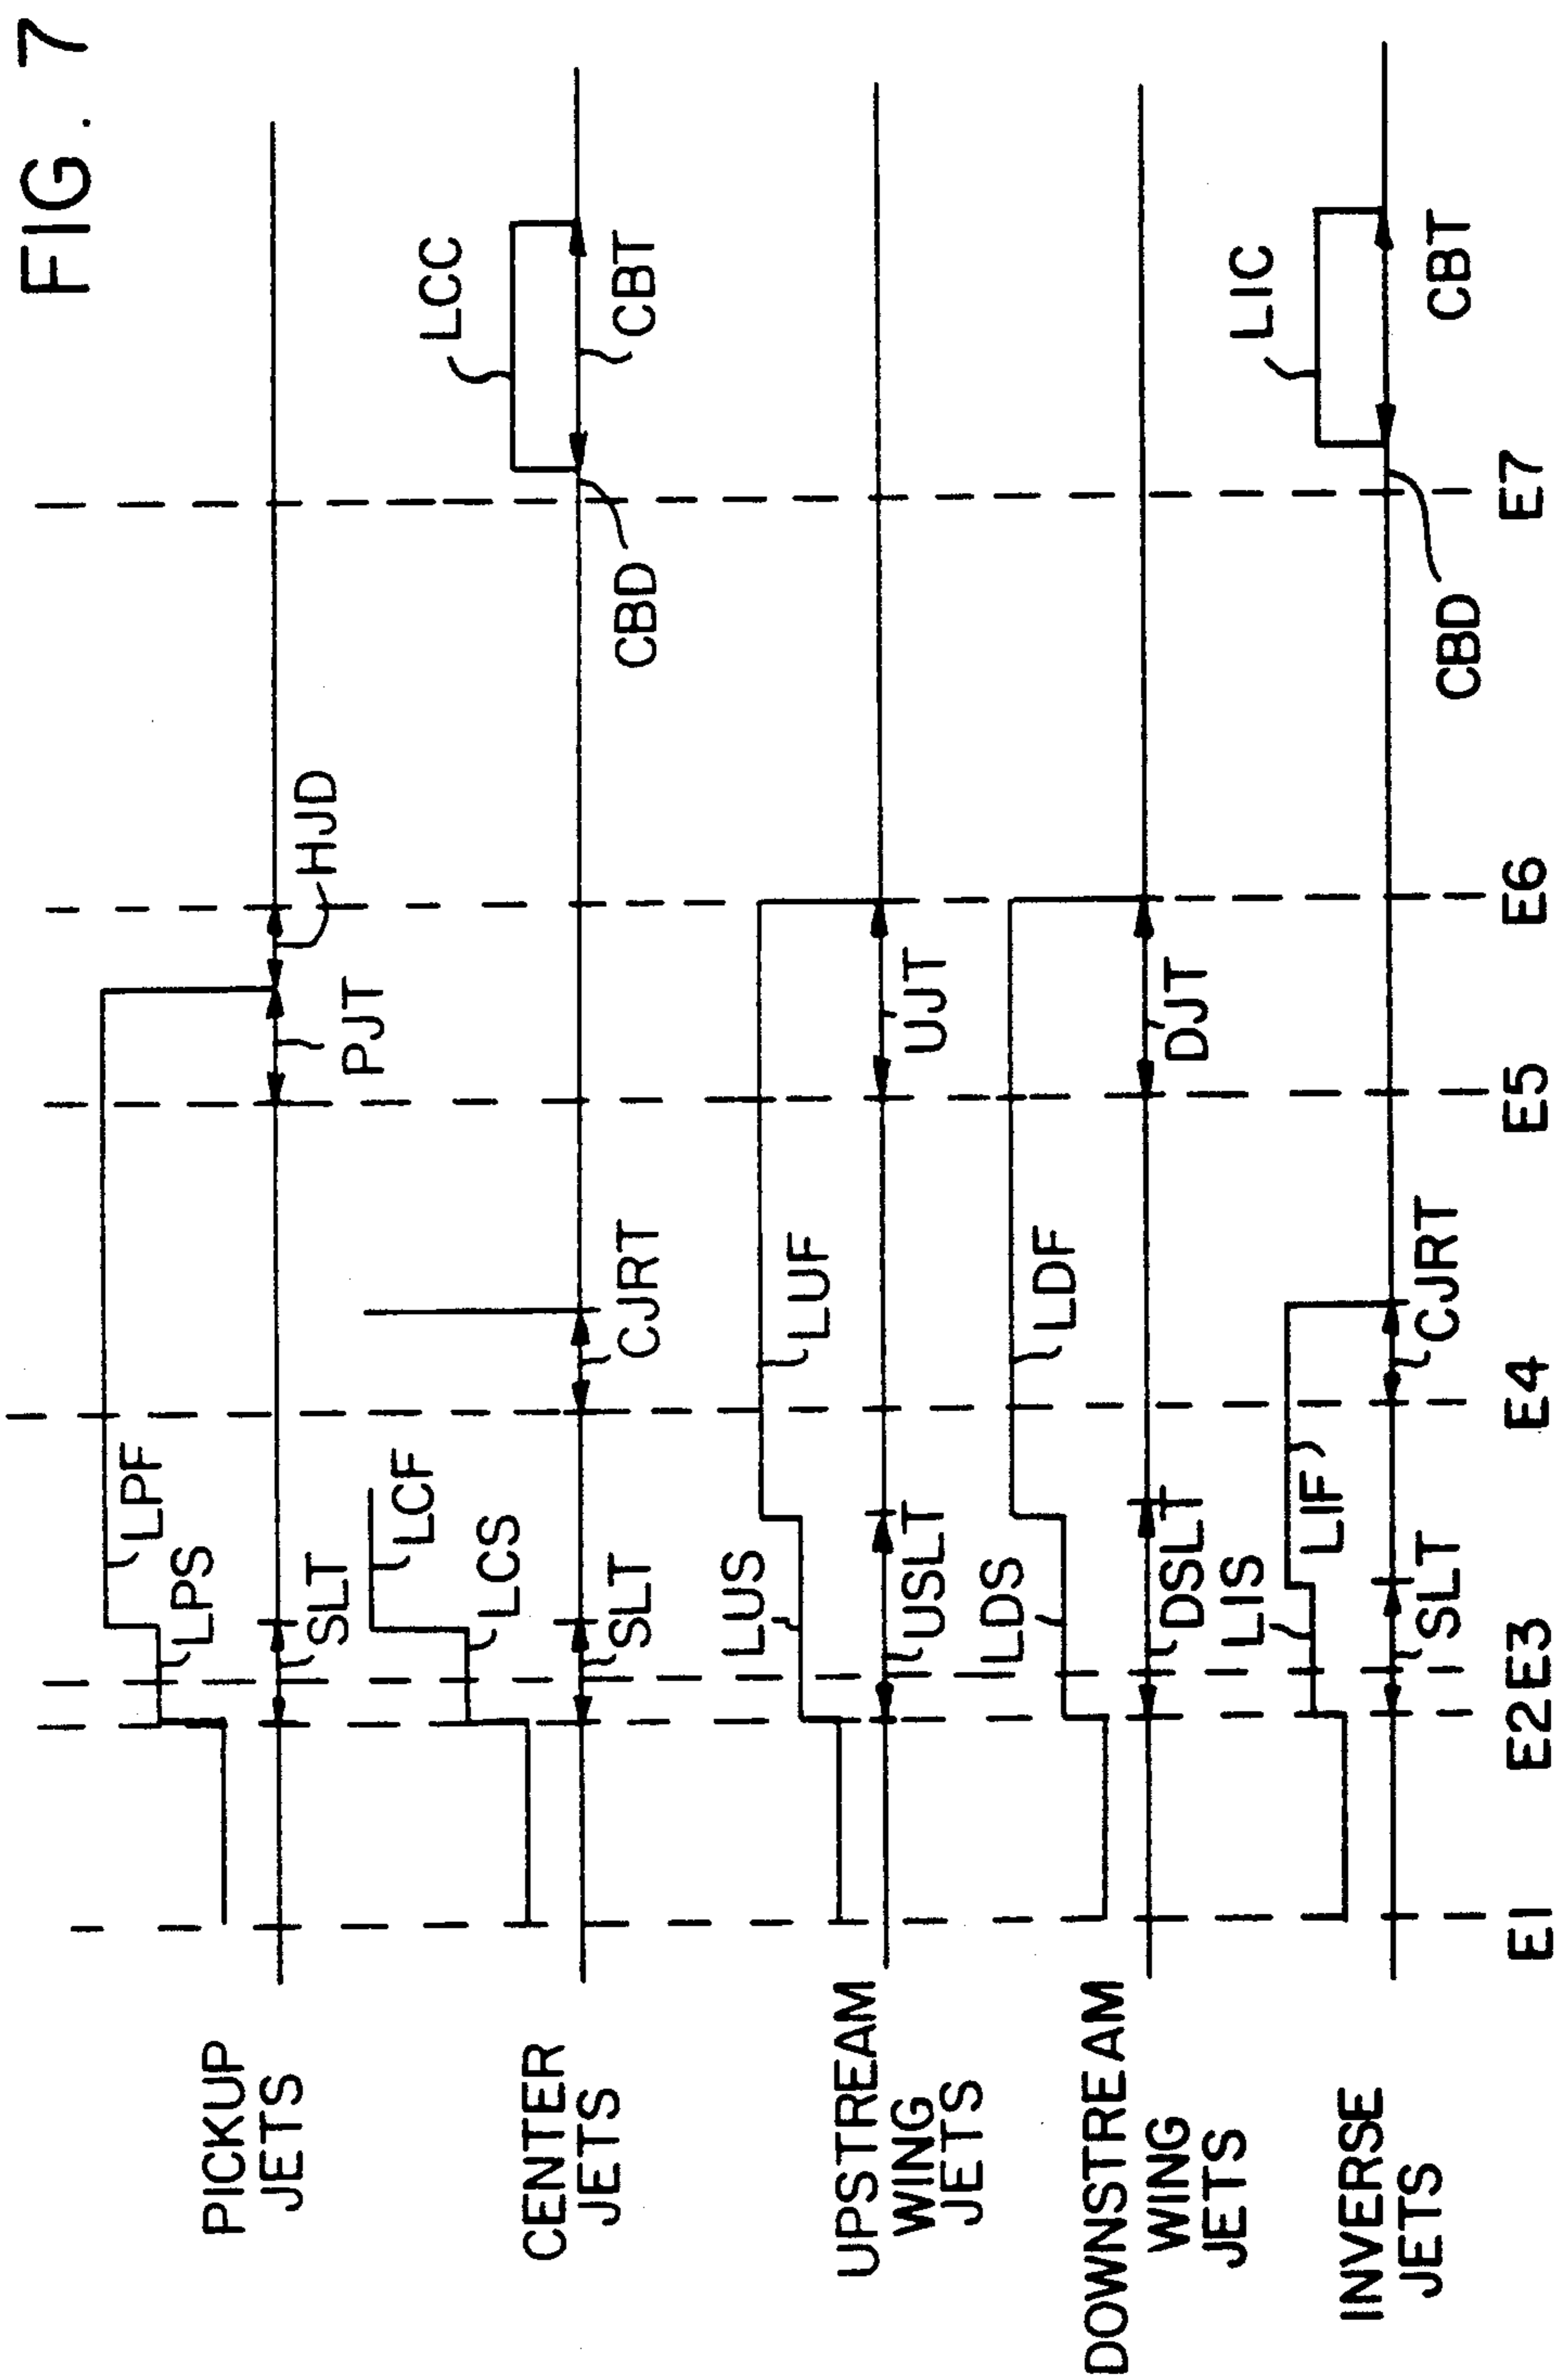 FIG. 7
PICKUP
JETS
LPS
LPF
SLT
PJT
HJD
CENTER
JETS
LCS
LCF
SLT
CJRT
CBD
LCC
CBT
UPSTREAM
WING
JETS
LUS
USLT
LUF
UJT
DOWNSTREAM
WING
JETS
LDS
DSLT
LDF
DJT
INVERSE
JETS
LIS
LIF
SLT
CJRT
CBD
LIC
CBT
E1
E2
E3
E4
E5
E6
E7